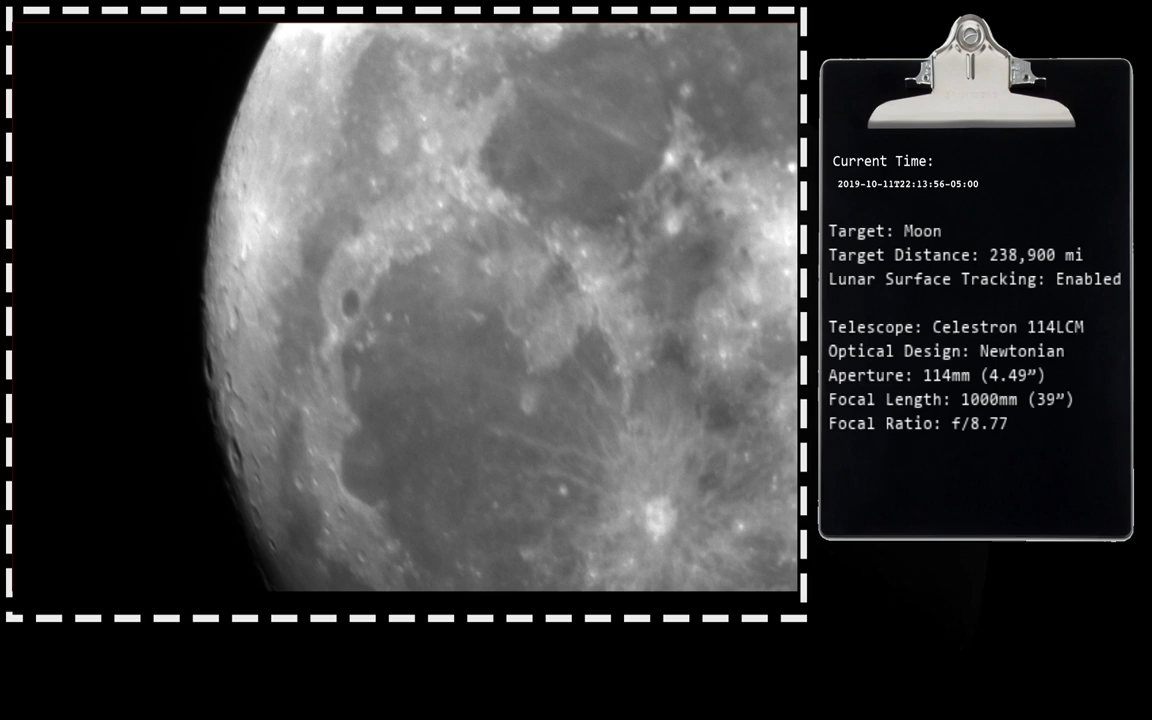 Current Time:
2019-10-11T22:13:56-05:00
Target: Moon
Target Distance: 238,900 mi
Lunar Surface Tracking: Enabled
Telescope: Celestron 114LCM
Optical Design: Newtonian
Aperture: 114mm (4.49”)
Focal Length: 1000mm (39”)
Focal Ratio: f/8.77